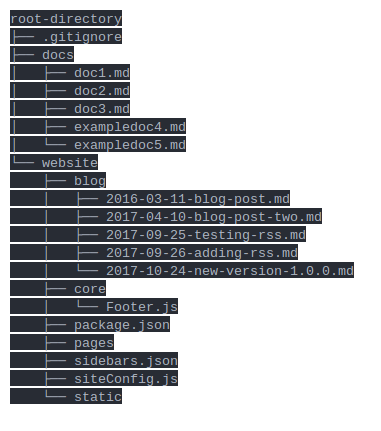 root-directory
├── .gitignore
├── docs
│   ├── doc1.md
│   ├── doc2.md
│   ├── doc3.md
│   ├── exampledoc4.md
│   └── exampledoc5.md
└── website
    ├── blog
    │   ├── 2016-03-11-blog-post.md
    │   ├── 2017-04-10-blog-post-two.md
    │   ├── 2017-09-25-testing-rss.md
    │   ├── 2017-09-26-adding-rss.md
    │   └── 2017-10-24-new-version-1.0.0.md
    ├── core
    │   └── Footer.js
    ├── package.json
    ├── pages
    ├── sidebars.json
    ├── siteConfig.js
    └── static